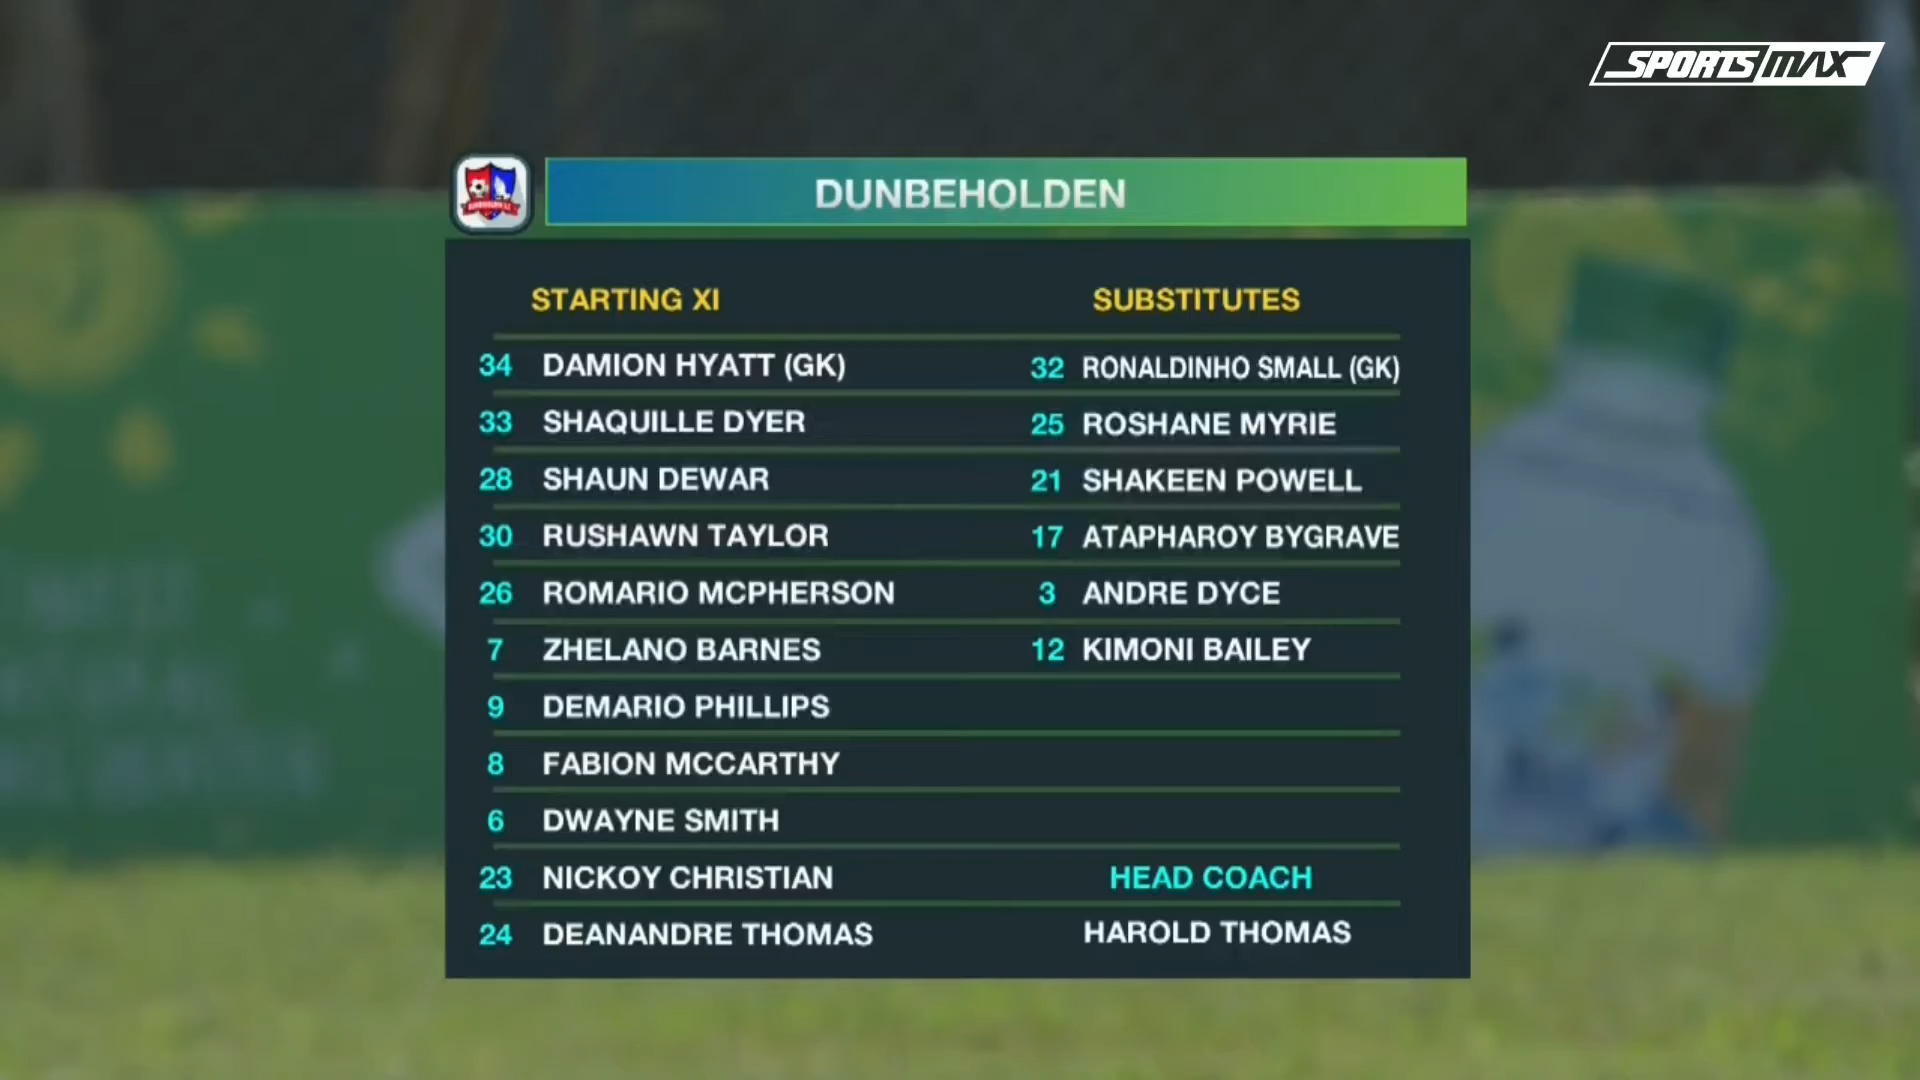 SPORTSMAX
DUNBEHOLDEN
STARTING XI
34 DAMION HYATT (GK)
33 SHAQUILLE DYER
28 SHAUN DEWAR
30 RUSHAWN TAYLOR
26 ROMARIO MCPHERSON
7 ZHELANO BARNES
9 DEMARIO PHILLIPS
8 FABION MCCARTHY
6 DWAYNE SMITH
23 NICKOY CHRISTIAN
24 DEANANDRE THOMAS
SUBSTITUTES
32 RONALDINHO SMALL (GK)
25 ROSHANE MYRIE
21 SHAKEEN POWELL
17 ATAPHAROY BYGRAVE
3 ANDRE DYCE
12 KIMONI BAILEY
HEAD COACH
HAROLD THOMAS